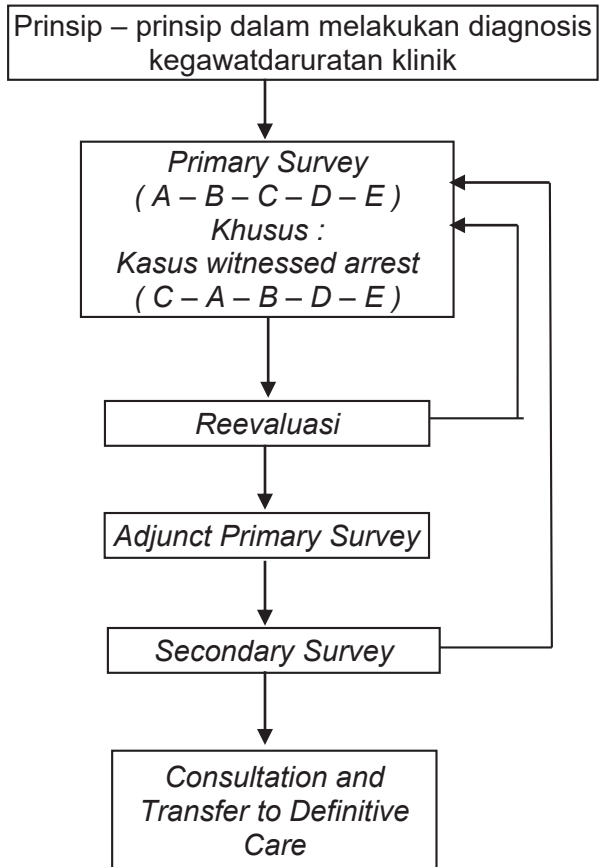 Prinsip – prinsip dalam melakukan diagnosis
kegawatdaruratan klinik
Primary Survey
( A – B – C – D – E )
Khusus :
Kasus witnessed arrest
( C – A – B – D – E )
Reevaluasi
Adjunct Primary Survey
Secondary Survey
Consultation and
Transfer to Definitive
Care